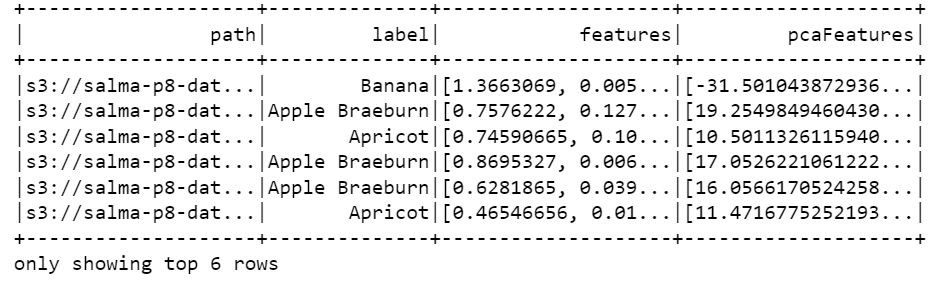 +--------------------+--------------+--------------------+--------------------+
|                path|         label|            features|         pcaFeatures|
+--------------------+--------------+--------------------+--------------------+
|s3://salma-p8-dat...|        Banana|[1.3663069, 0.005...|[-31.501043872936...|
|s3://salma-p8-dat...|Apple Braeburn|[0.7576222, 0.127...|[19.2549849460430...|
|s3://salma-p8-dat...|       Apricot|[0.74590665, 0.10...|[10.5011326115940...|
|s3://salma-p8-dat...|Apple Braeburn|[0.8695327, 0.006...|[17.0526221061222...|
|s3://salma-p8-dat...|Apple Braeburn|[0.6281865, 0.039...|[16.0566170524258...|
|s3://salma-p8-dat...|       Apricot|[0.46546656, 0.01...|[11.4716775252193...|
+--------------------+--------------+--------------------+--------------------+
only showing top 6 rows